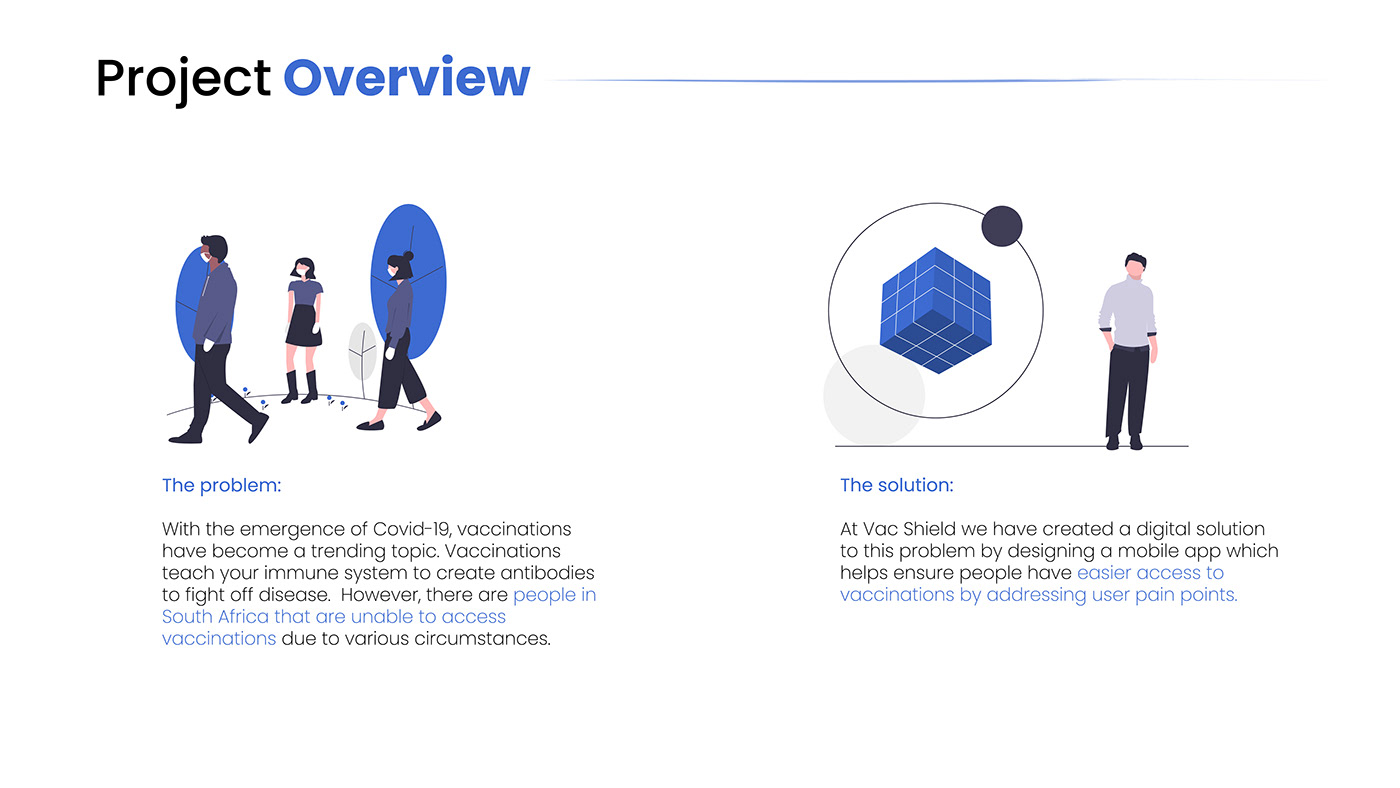 Project Overview
The problem:
With the emergence of Covid-19, vaccinations
have become a trending topic. Vaccinations
teach your immune system to create antibodies
to fight off disease.  However, there are people in
South Africa that are unable to access
vaccinations due to various circumstances.
The solution:
At Vac Shield we have created a digital solution
to this problem by designing a mobile app which
helps ensure people have easier access to
vaccinations by addressing user pain points.